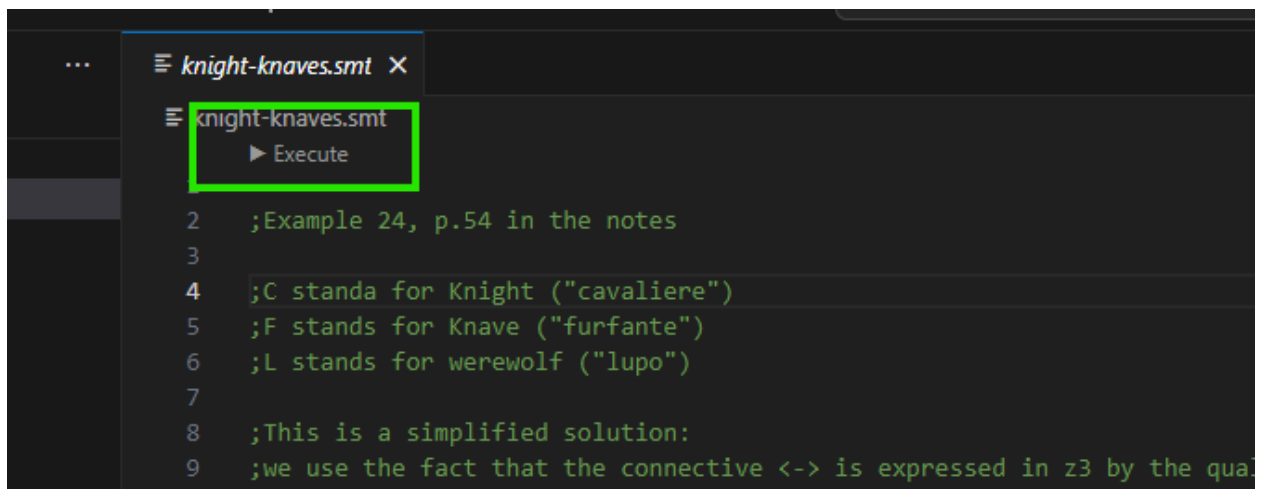 ...
knight-knaves.smt ×
knight-knaves.smt
▶ Execute
1
2 ;Example 24, p.54 in the notes
3
4 ;C standa for Knight ("cavaliere")
5 ;F stands for Knave ("furfante")
6 ;L stands for werewolf ("lupo")
7
8 ;This is a simplified solution:
9 ;we use the fact that the connective <-> is expressed in z3 by the